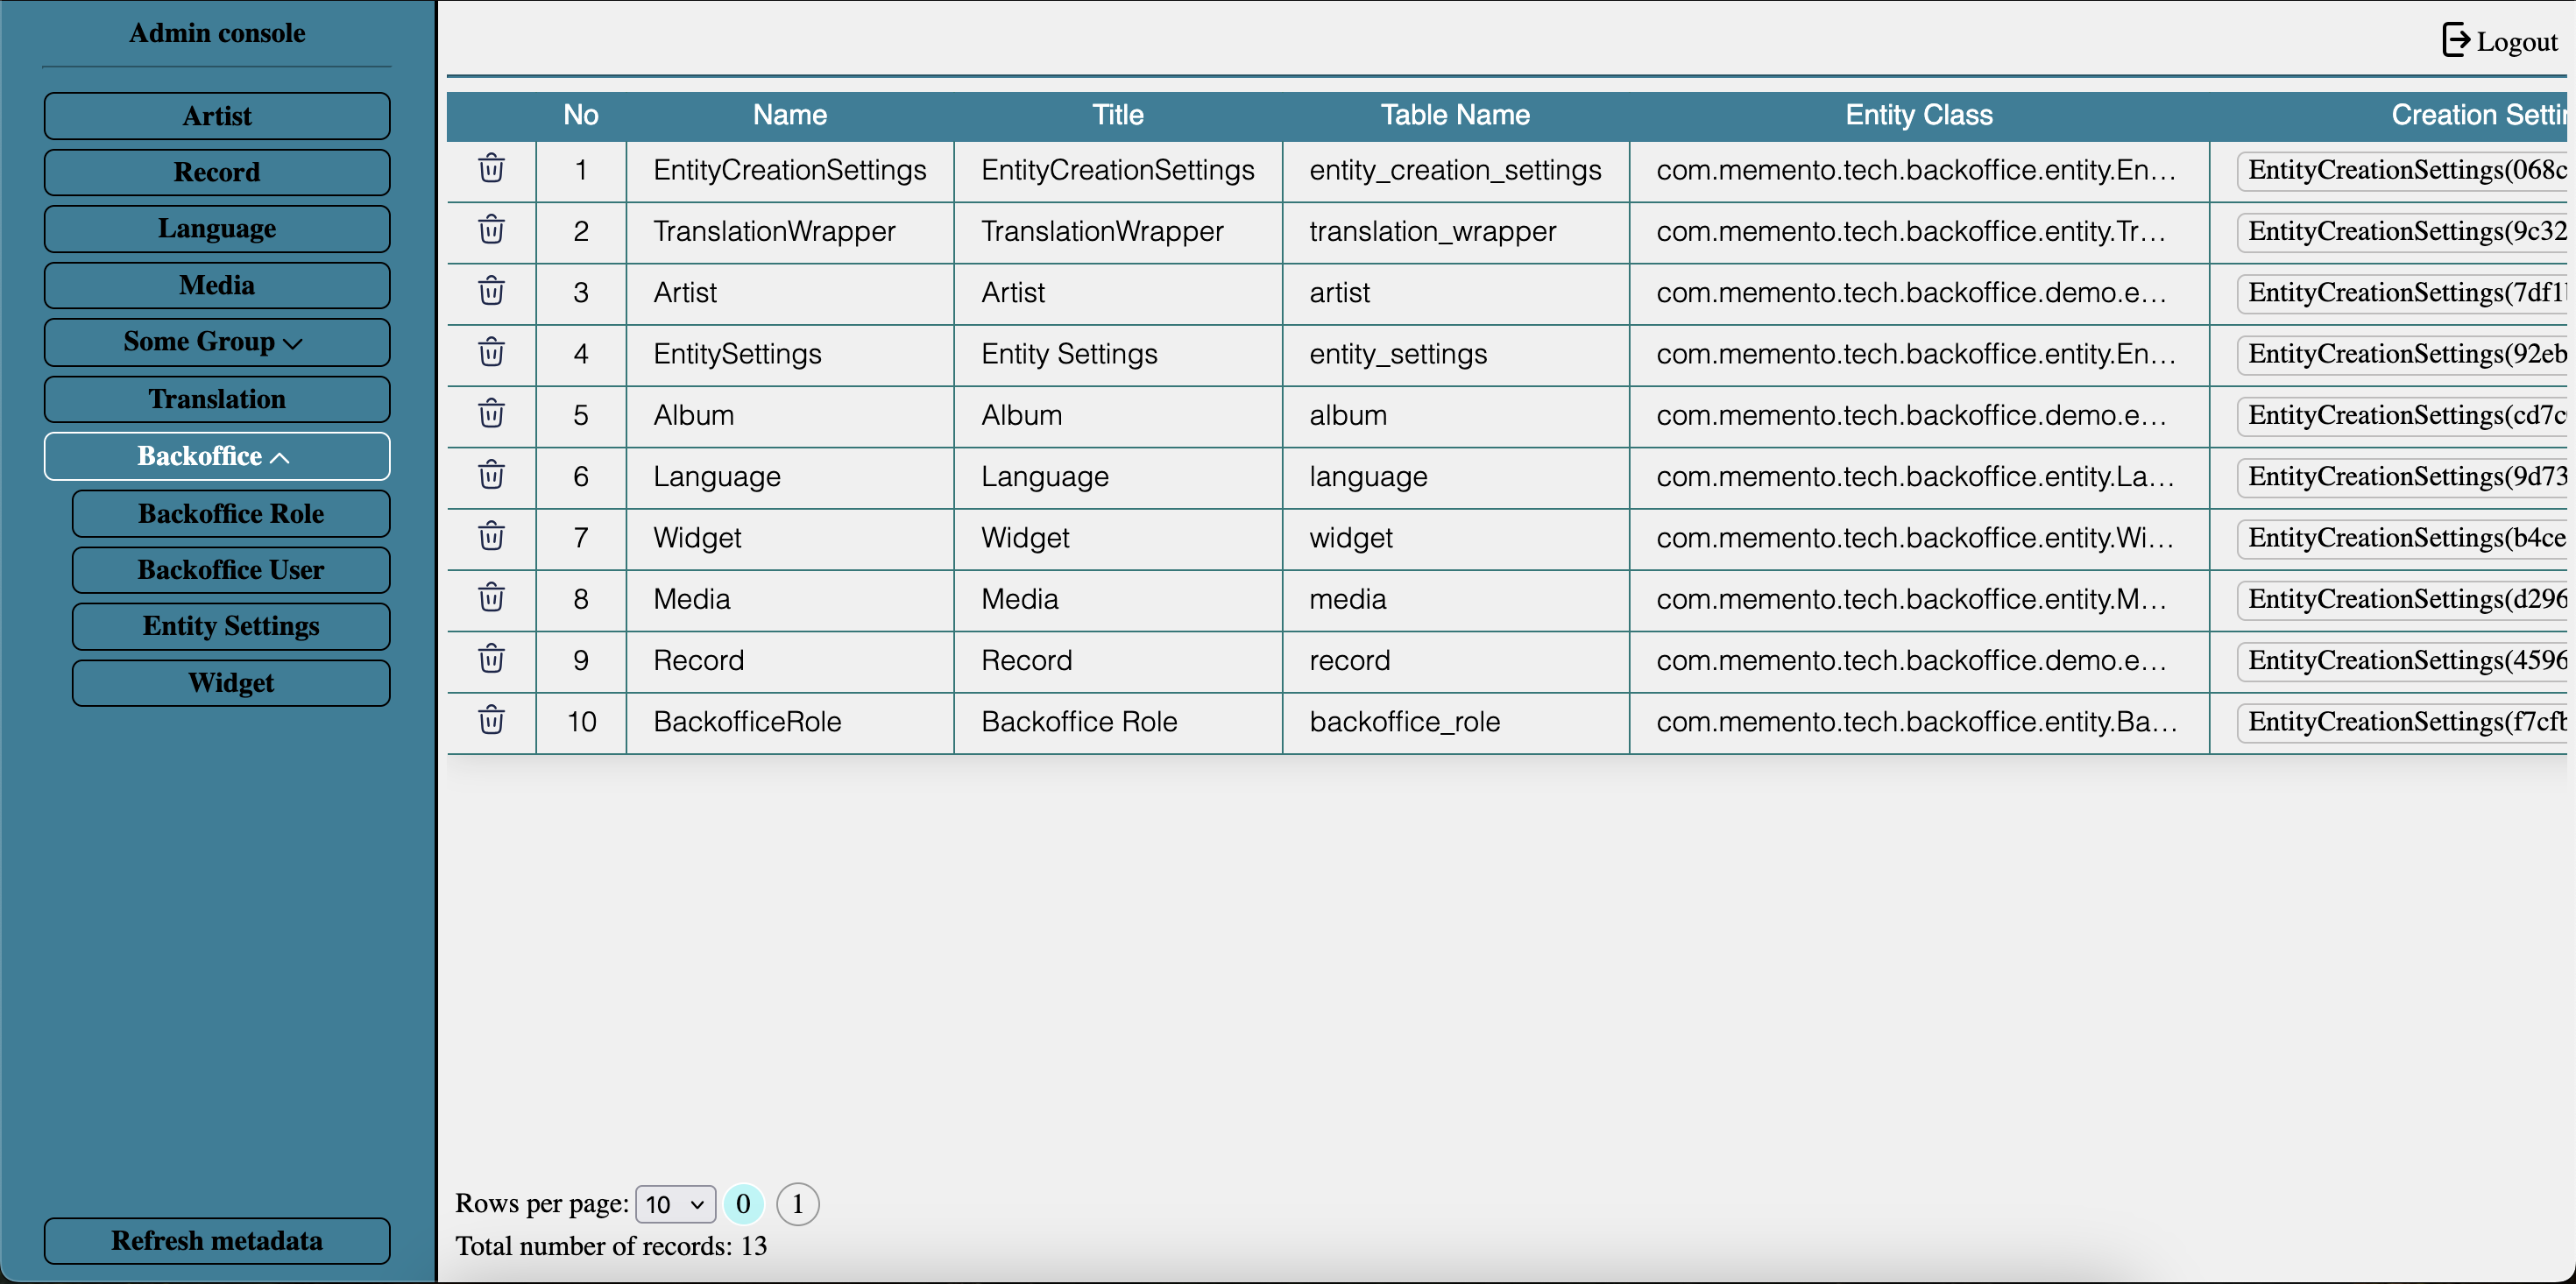 Admin console
Artist
Record
Language
Media
Some Group
Translation
Backoffice
Backoffice Role
Backoffice User
Entity Settings
Widget
Refresh metadata
Logout
No Name Title Table Name Entity Class Creation Settin
1 EntityCreationSettings EntityCreationSettings entity_creation_settings com.memento.tech.backoffice.entity.En... EntityCreationSettings(068c
2 TranslationWrapper TranslationWrapper translation_wrapper com.memento.tech.backoffice.entity.Tr... EntityCreationSettings(9c32
3 Artist Artist artist com.memento.tech.backoffice.demo.e... EntityCreationSettings(7df1
4 EntitySettings Entity Settings entity_settings com.memento.tech.backoffice.entity.En... EntityCreationSettings(92eb
5 Album Album album com.memento.tech.backoffice.demo.e... EntityCreationSettings(cd7c
6 Language Language language com.memento.tech.backoffice.entity.La... EntityCreationSettings(9d73
7 Widget Widget widget com.memento.tech.backoffice.entity.Wi... EntityCreationSettings(b4ce
8 Media Media media com.memento.tech.backoffice.entity.M... EntityCreationSettings(d296
9 Record Record record com.memento.tech.backoffice.demo.e... EntityCreationSettings(4596
10 BackofficeRole Backoffice Role backoffice_role com.memento.tech.backoffice.entity.Ba... EntityCreationSettings(f7cfb
Rows per page: 10 0 1
Total number of records: 13